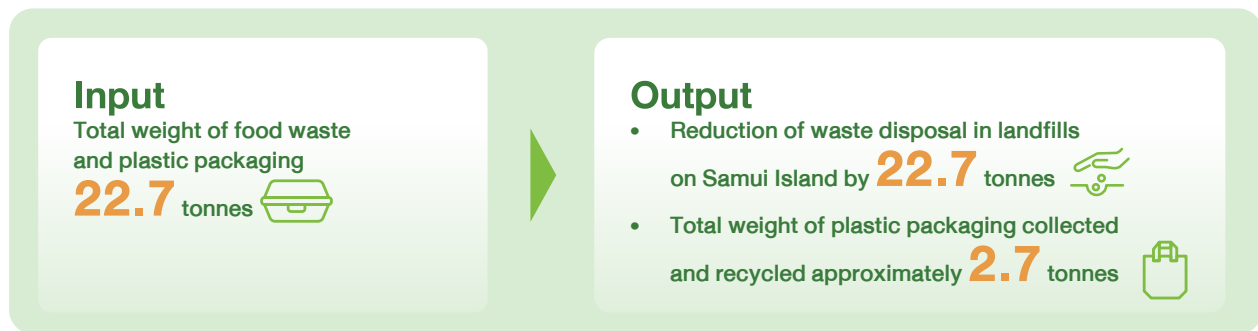 Input
Total weight of food waste
and plastic packaging
22.7 tonnes
Output
• Reduction of waste disposal in landfills
on Samui Island by 22.7 tonnes
• Total weight of plastic packaging collected
and recycled approximately 2.7 tonnes